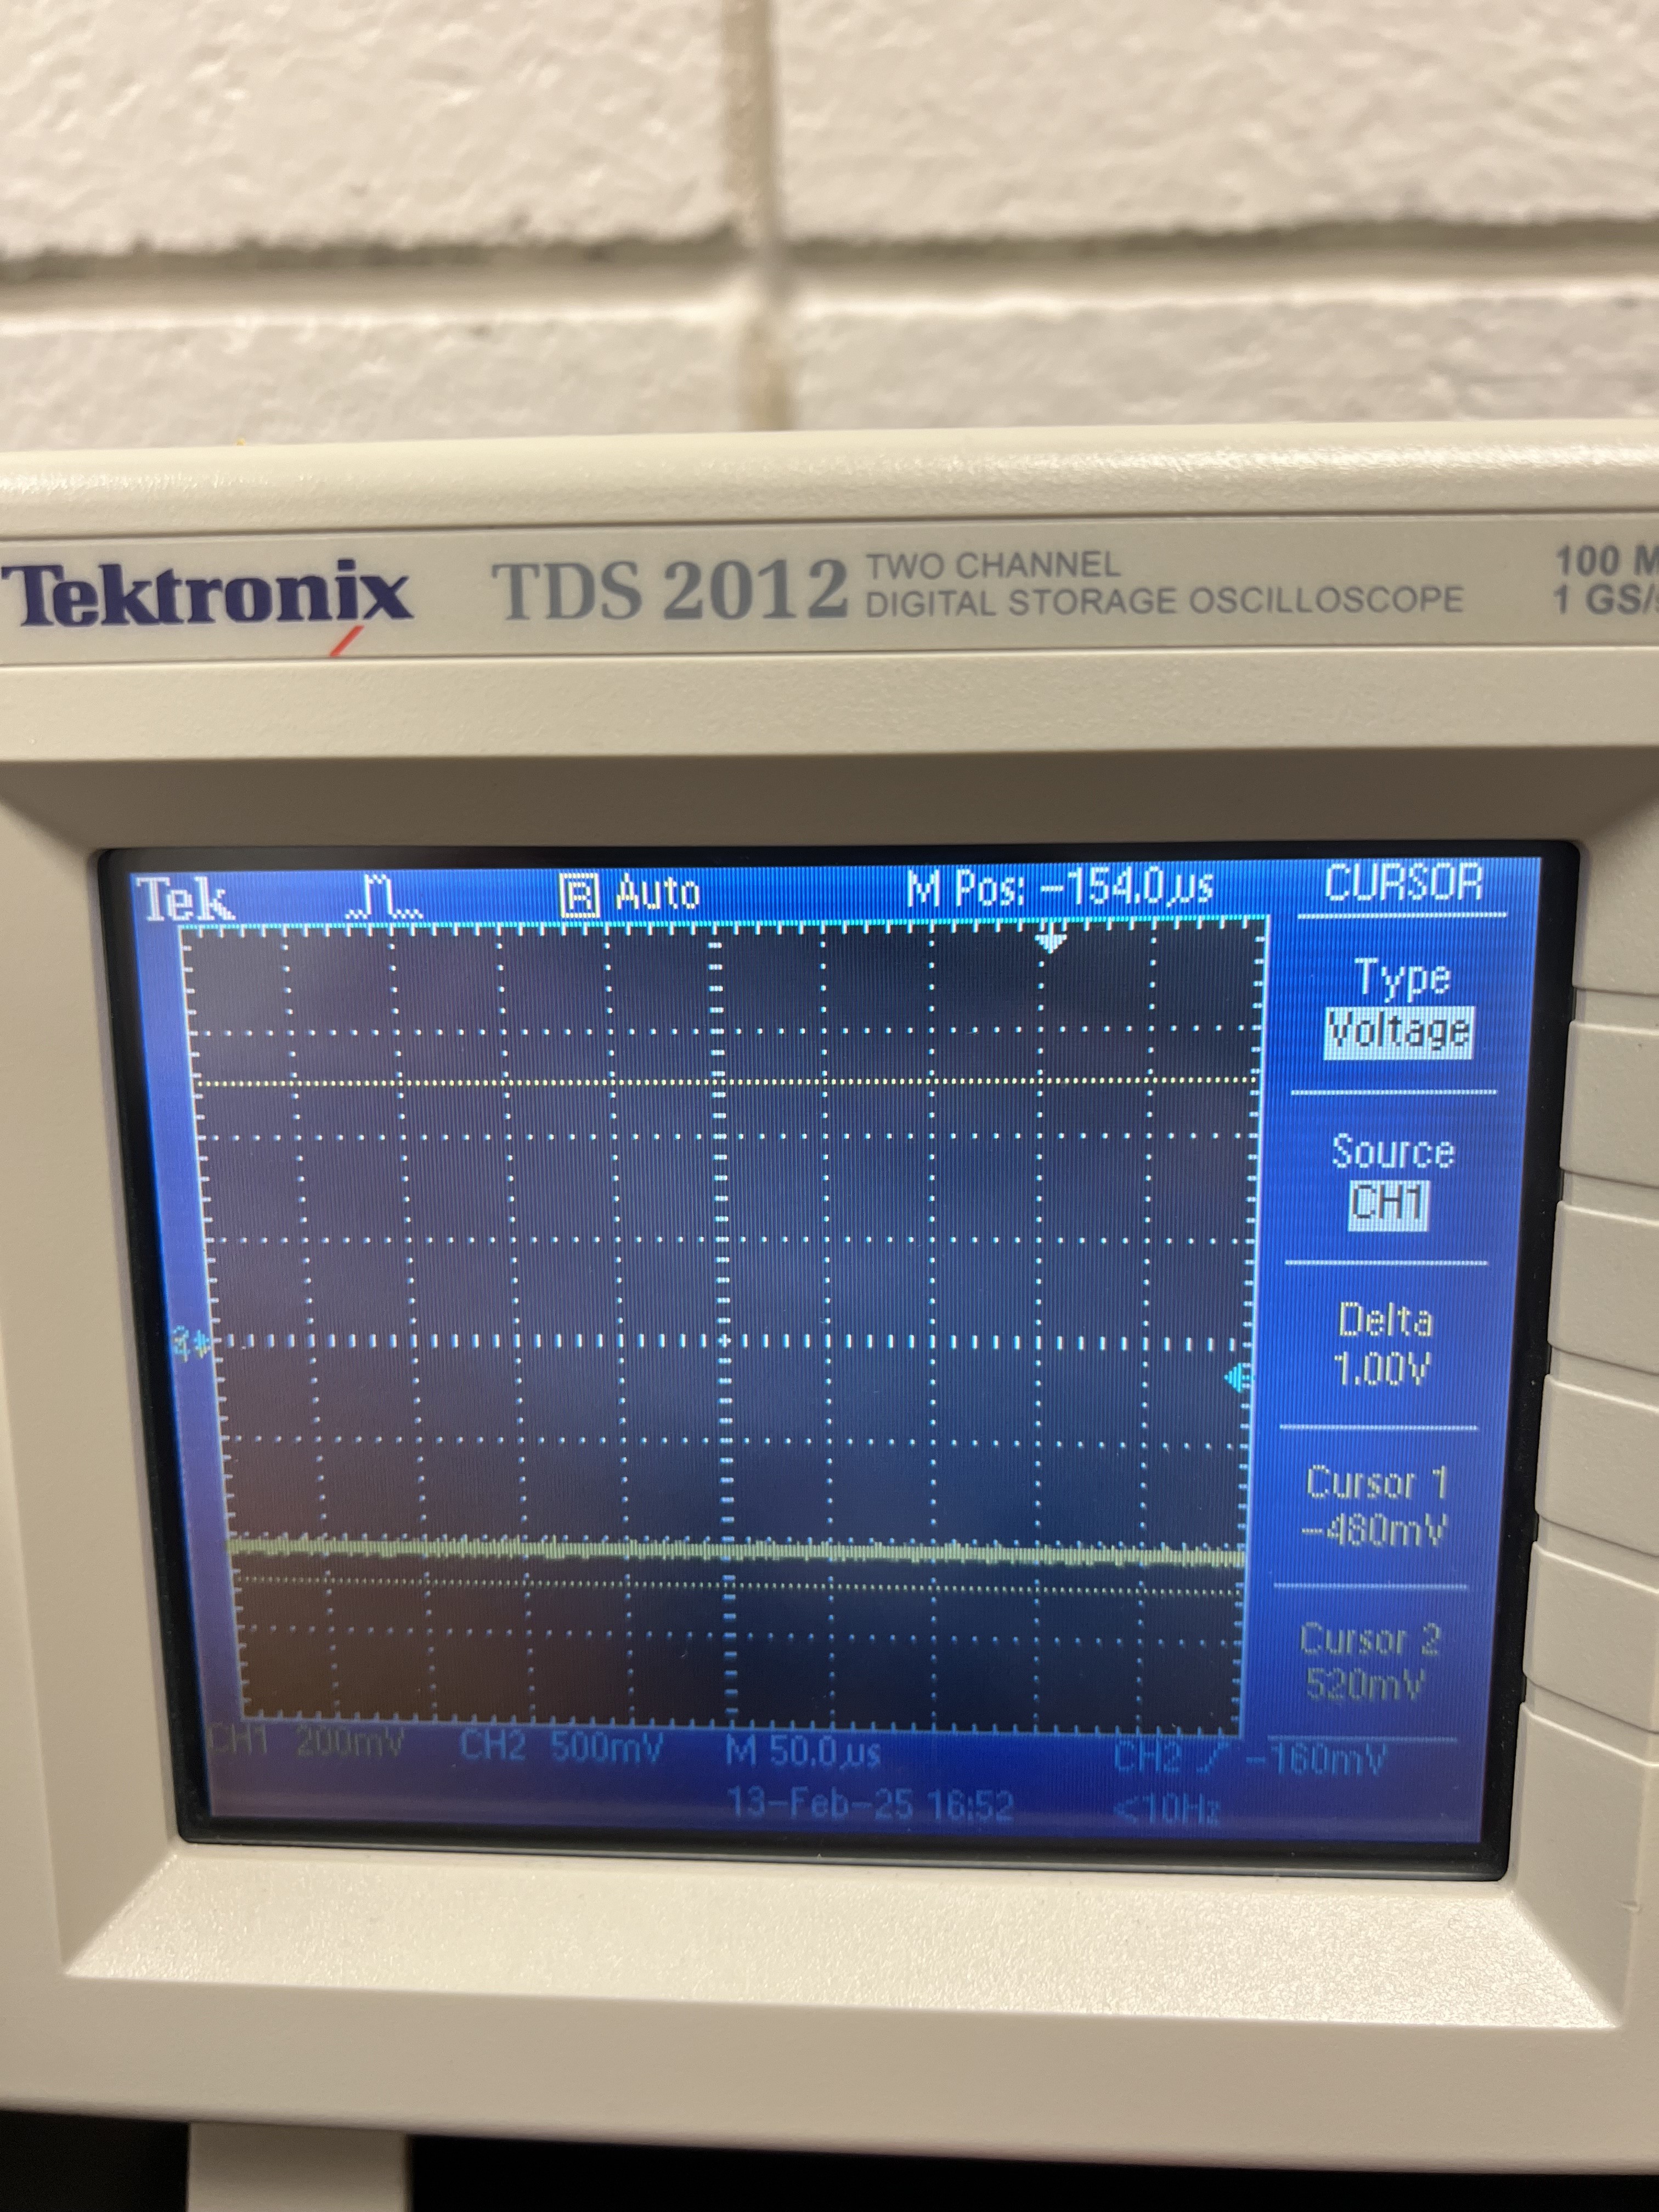 Tektronix TDS 2012 TWO CHANNEL
DIGITAL STORAGE OSCILLOSCOPE
100 M
1 GS/s
Tek R Auto M Pos: -154.0µs CURSOR
Type
Voltage
Source
CH1
Delta
1.00V
Cursor 1
-480mV
Cursor 2
520mV
CH1 200mV CH2 500mV M 50.0µs CH2 -160mV
13-Feb-25 16:52 <10Hz